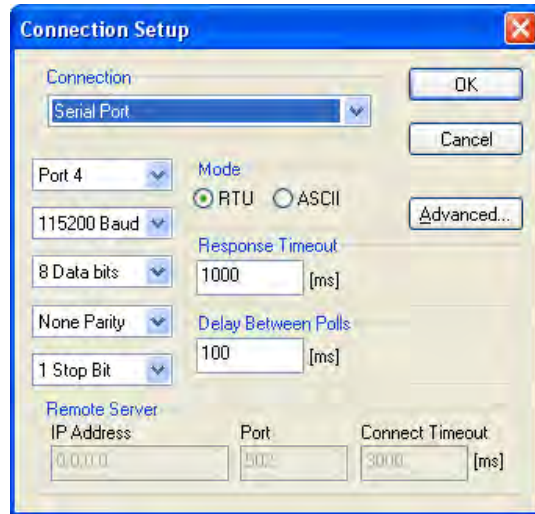 Connection Setup
Connection
OK
Serial Port
Cancel
Port 4
Mode
RTU ASCII
Advanced...
115200 Baud
Response Timeout
8 Data bits
1000 [ms]
None Parity
Delay Between Polls
100 [ms]
1 Stop Bit
Remote Server
IP Address Port Connect Timeout
0.0.0.0 502 3000 [ms]